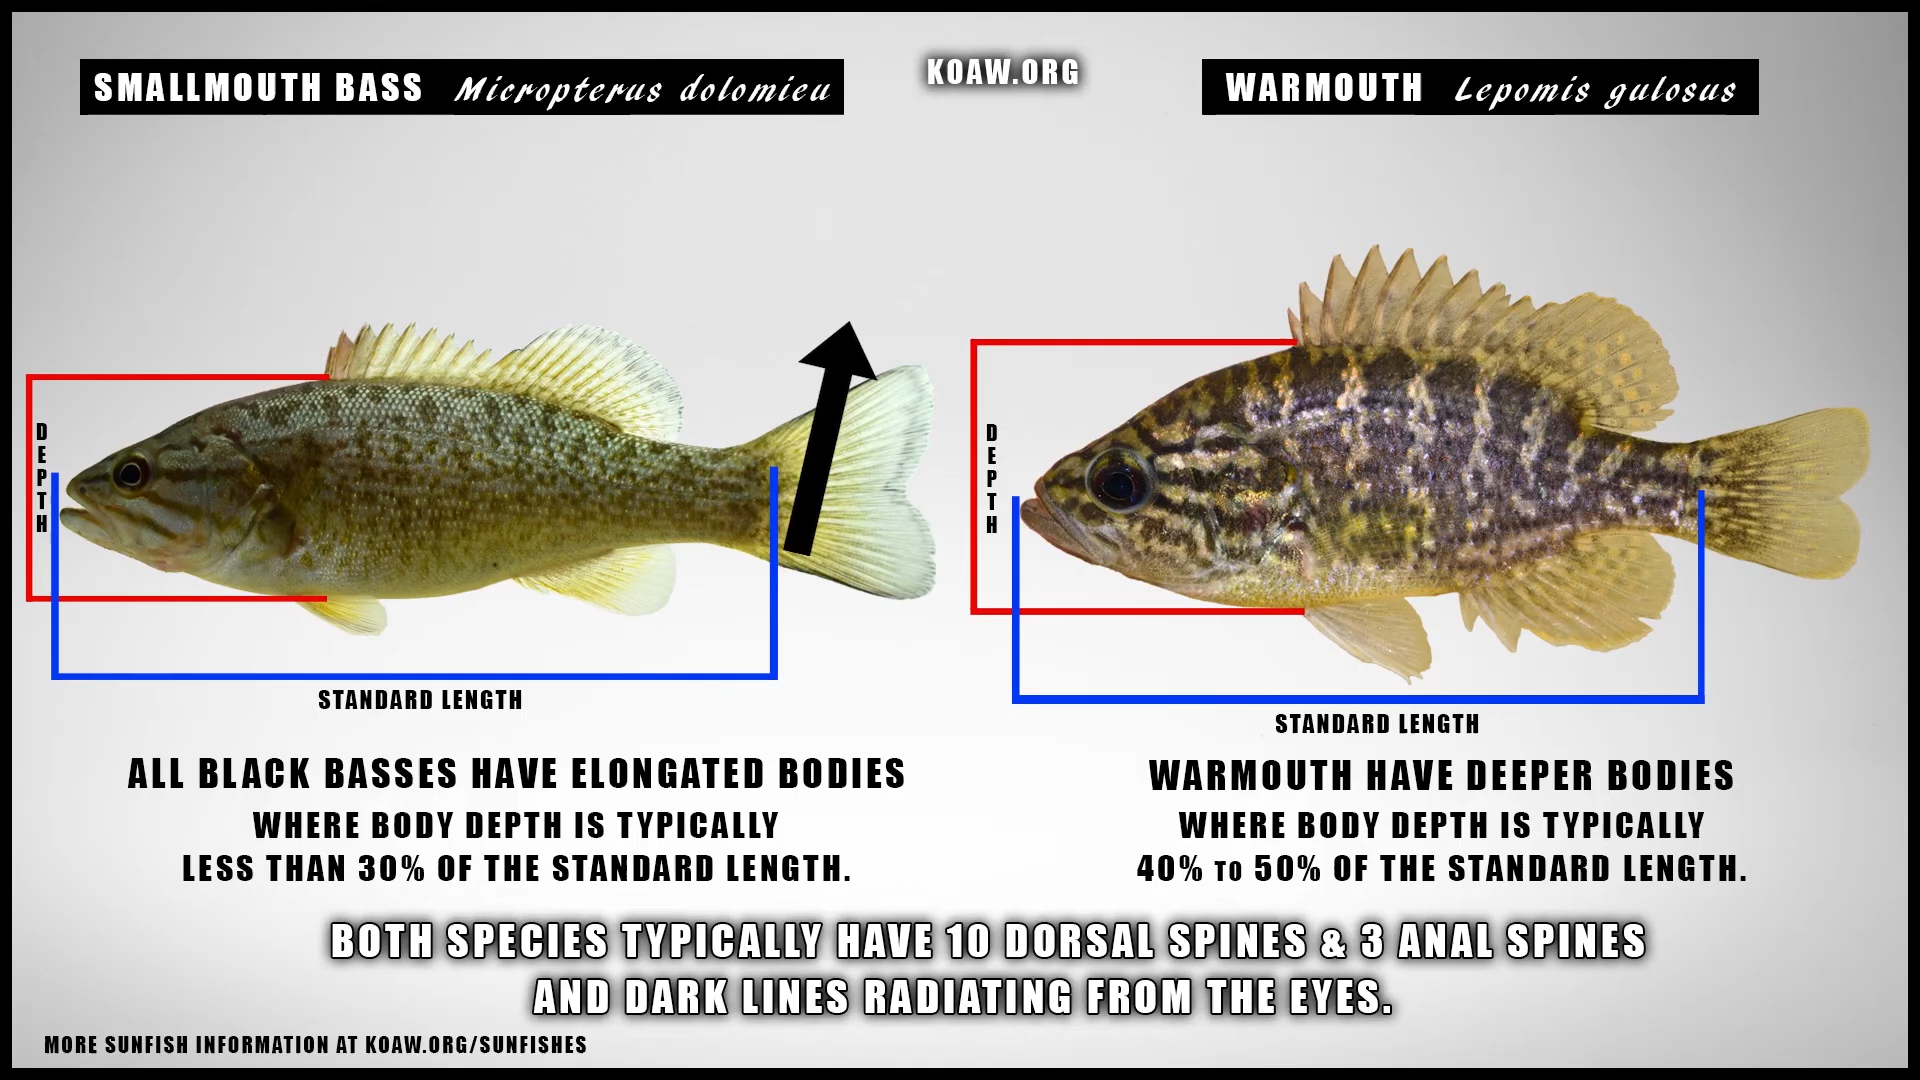 SMALLMOUTH BASS Micropterus dolomieu
KOAW.ORG
WARMOUTH Lepomis gulosus
DEPTH
STANDARD LENGTH
ALL BLACK BASSES HAVE ELONGATED BODIES
WHERE BODY DEPTH IS TYPICALLY
LESS THAN 30% OF THE STANDARD LENGTH.
DEPTH
STANDARD LENGTH
WARMOUTH HAVE DEEPER BODIES
WHERE BODY DEPTH IS TYPICALLY
40% TO 50% OF THE STANDARD LENGTH.
BOTH SPECIES TYPICALLY HAVE 10 DORSAL SPINES & 3 ANAL SPINES
AND DARK LINES RADIATING FROM THE EYES.
MORE SUNFISH INFORMATION AT KOAW.ORG/SUNFISHES